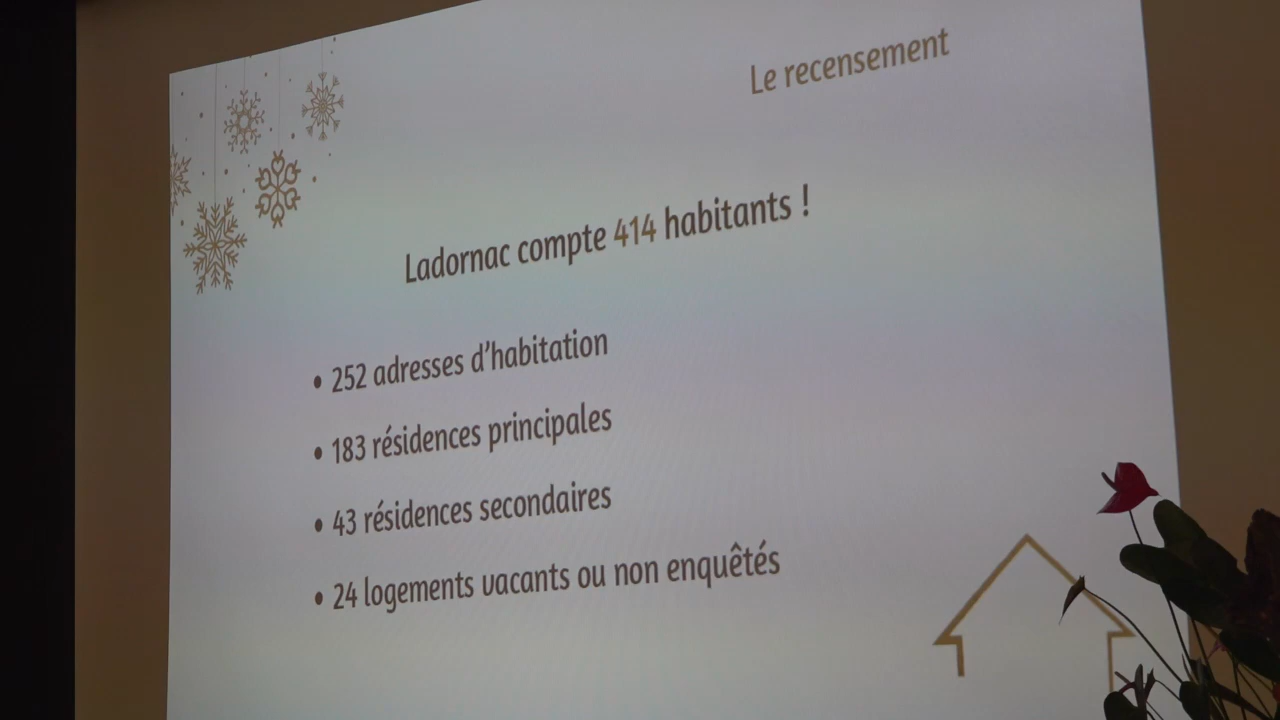 Le recensement
Ladornac compte 414 habitants !
• 252 adresses d’habitation
• 183 résidences principales
• 43 résidences secondaires
• 24 logements vacants ou non enquêtés